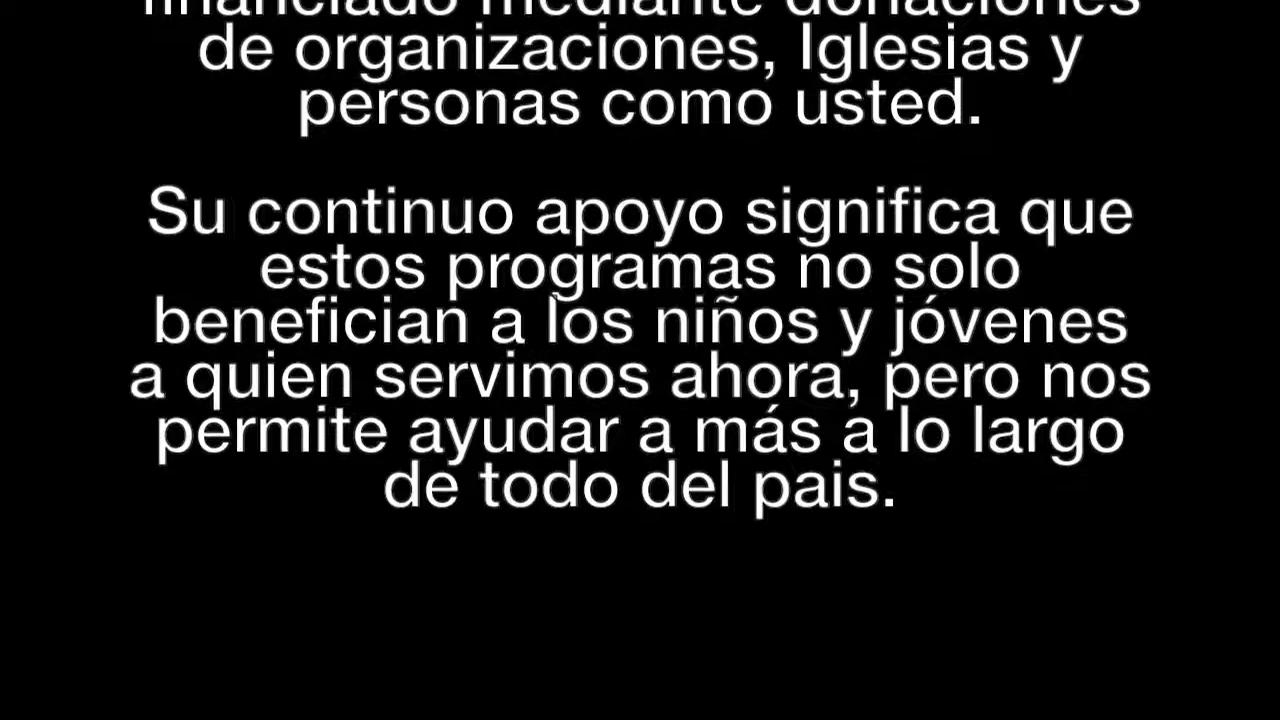 financiado mediante donaciones
de organizaciones, Iglesias y
personas como usted.
Su continuo apoyo significa que
estos programas no solo
benefician a los niños y jóvenes
a quien servimos ahora, pero nos
permite ayudar a más a lo largo
de todo del pais.